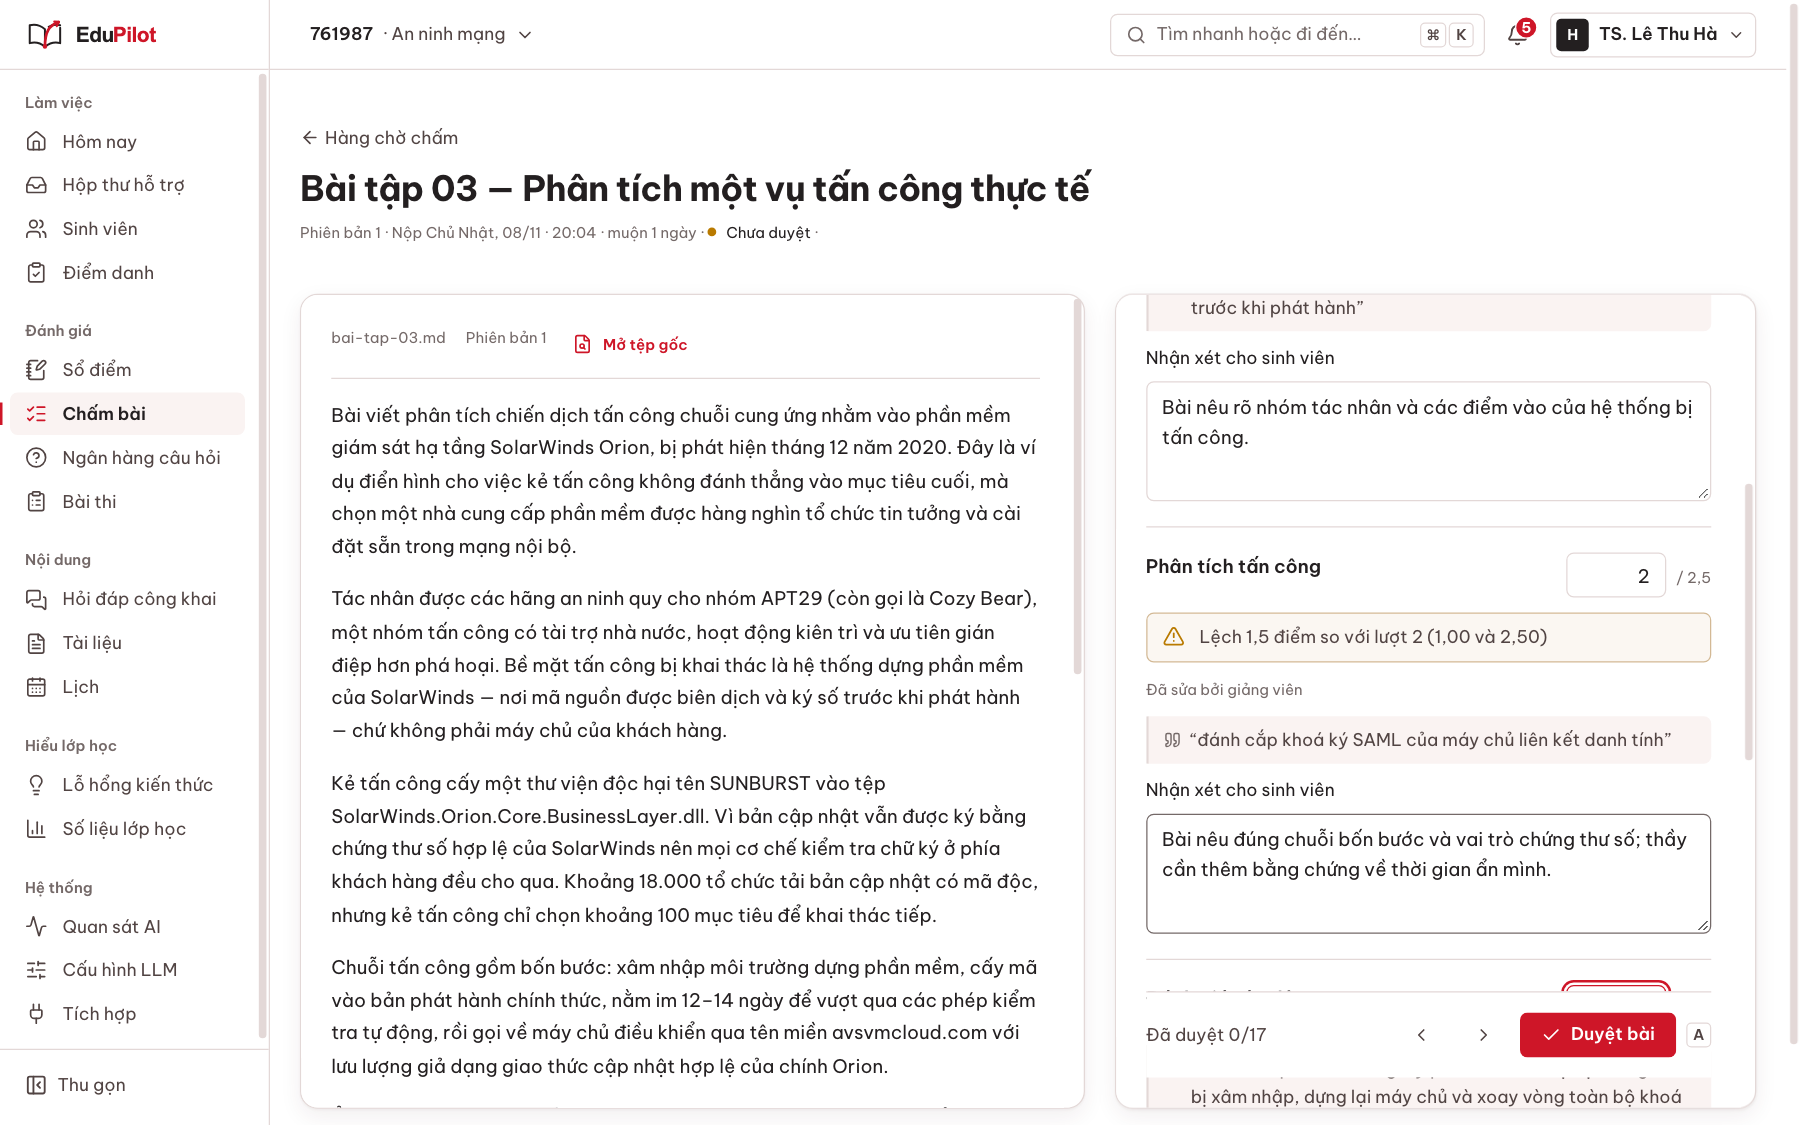 EduPilot
761987 · An ninh mạng
Tìm nhanh hoặc đi đến...
⌘ K
5
H TS. Lê Thu Hà
Làm việc
Hôm nay
Hộp thư hỗ trợ
Sinh viên
Điểm danh
Đánh giá
Sổ điểm
Chấm bài
Ngân hàng câu hỏi
Bài thi
Nội dung
Hỏi đáp công khai
Tài liệu
Lịch
Hiểu lớp học
Lỗ hổng kiến thức
Số liệu lớp học
Hệ thống
Quan sát AI
Cấu hình LLM
Tích hợp
Thu gọn
Hàng chờ chấm
Bài tập 03 — Phân tích một vụ tấn công thực tế
Phiên bản 1 · Nộp Chủ Nhật, 08/11 · 20:04 · muộn 1 ngày · Chưa duyệt ·
bai-tap-03.md Phiên bản 1 Mở tệp gốc
Bài viết phân tích chiến dịch tấn công chuỗi cung ứng nhằm vào phần mềm
giám sát hạ tầng SolarWinds Orion, bị phát hiện tháng 12 năm 2020. Đây là ví
dụ điển hình cho việc kẻ tấn công không đánh thẳng vào mục tiêu cuối, mà
chọn một nhà cung cấp phần mềm được hàng nghìn tổ chức tin tưởng và cài
đặt sẵn trong mạng nội bộ.
Tác nhân được các hãng an ninh quy cho nhóm APT29 (còn gọi là Cozy Bear),
một nhóm tấn công có tài trợ nhà nước, hoạt động kiên trì và ưu tiên gián
điệp hơn phá hoại. Bề mặt tấn công bị khai thác là hệ thống dựng phần mềm
của SolarWinds — nơi mã nguồn được biên dịch và ký số trước khi phát hành
— chứ không phải máy chủ của khách hàng.
Kẻ tấn công cấy một thư viện độc hại tên SUNBURST vào tệp
SolarWinds.Orion.Core.BusinessLayer.dll. Vì bản cập nhật vẫn được ký bằng
chứng thư số hợp lệ của SolarWinds nên mọi cơ chế kiểm tra chữ ký ở phía
khách hàng đều cho qua. Khoảng 18.000 tổ chức tải bản cập nhật có mã độc,
nhưng kẻ tấn công chỉ chọn khoảng 100 mục tiêu để khai thác tiếp.
Chuỗi tấn công gồm bốn bước: xâm nhập môi trường dựng phần mềm, cấy mã
vào bản phát hành chính thức, nằm im 12–14 ngày để vượt qua các phép kiểm
tra tự động, rồi gọi về máy chủ điều khiển qua tên miền avsvmcloud.com với
lưu lượng giả dạng giao thức cập nhật hợp lệ của chính Orion.
trước khi phát hành”
Nhận xét cho sinh viên
Bài nêu rõ nhóm tác nhân và các điểm vào của hệ thống bị
tấn công.
Phân tích tấn công
2 / 2,5
Lệch 1,5 điểm so với lượt 2 (1,00 và 2,50)
Đã sửa bởi giảng viên
“đánh cắp khoá ký SAML của máy chủ liên kết danh tính”
Nhận xét cho sinh viên
Bài nêu đúng chuỗi bốn bước và vai trò chứng thư số; thầy
cần thêm bằng chứng về thời gian ẩn mình.
Đã duyệt 0/17
Duyệt bài A
bị xâm nhập, dựng lại máy chủ và xoay vòng toàn bộ khoá